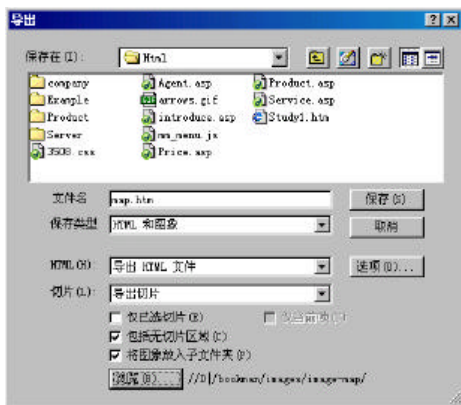 导出
保存在(I): Html
company Agent.asp Product.asp
Example arrows.gif Service.asp
Product introduce.asp Study1.htm
Server mm_menu.js
3508.css Price.asp
文件名 map.htm 保存(S)
保存类型 HTML 和图象 取消
HTML(H): 导出 HTML 文件 选项(O)...
切片(L): 导出切片
仅已选切片(E) 仅当前项
包括无切片区域(C)
将图象放入子文件夹(P)
浏览(B)... //D|/bookman/images/image-map/